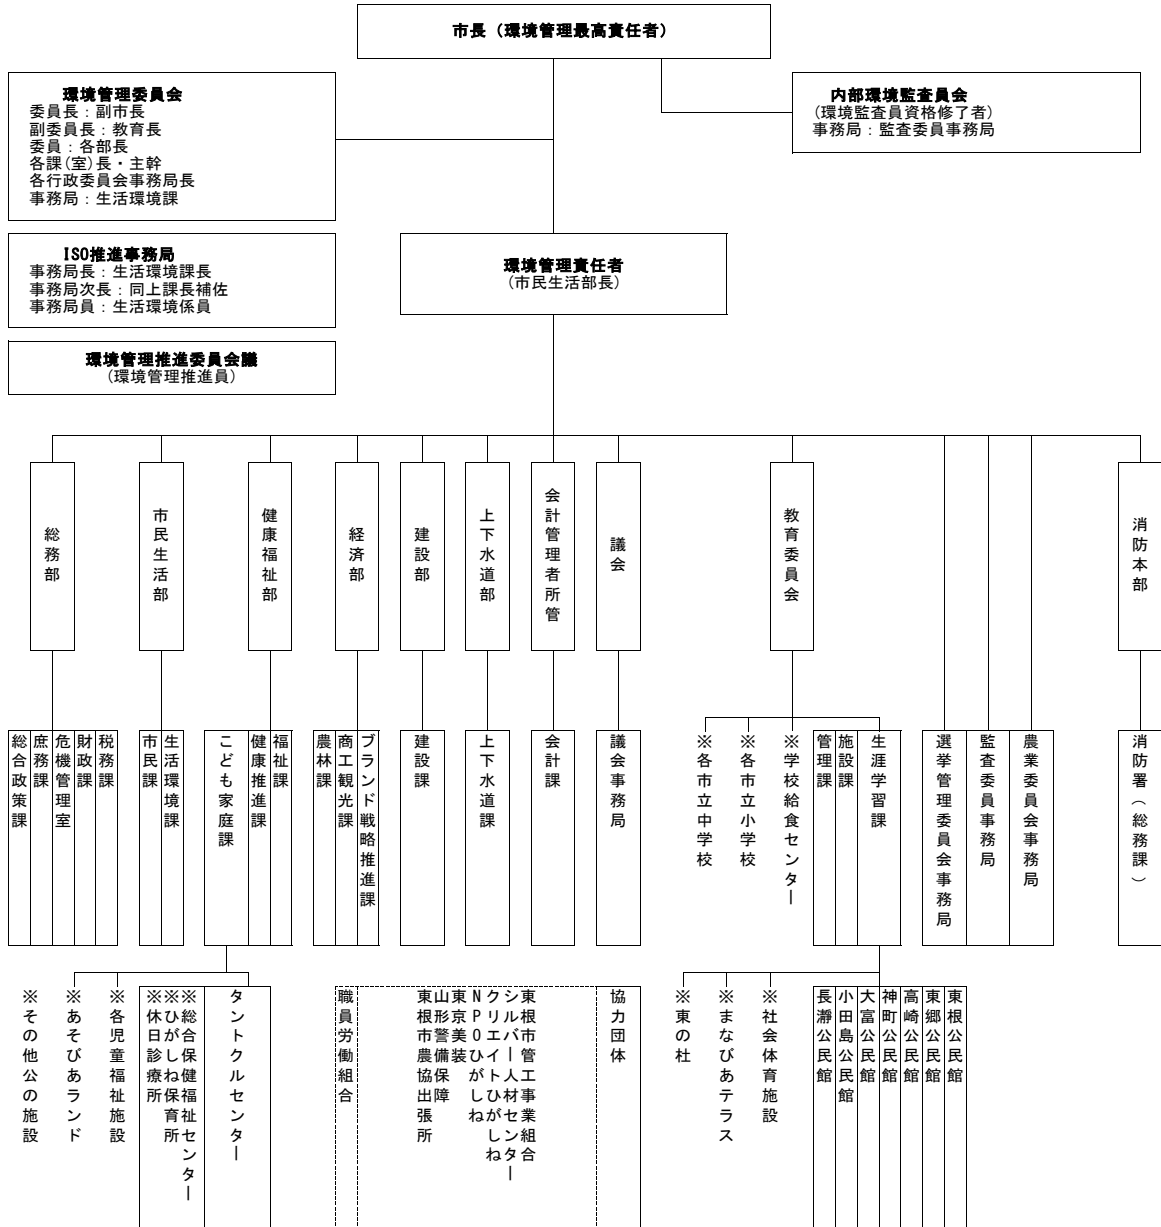 市長（環境管理最高責任者）
環境管理委員会
委員長：副市長
副委員長：教育長
委員：各部長
各課(室)長・主幹
各行政委員会事務局長
事務局：生活環境課
内部環境監査員会
(環境監査員資格修了者)
事務局：監査委員事務局
ISO推進事務局
事務局長：生活環境課長
事務局次長：同上課長補佐
事務局員：生活環境係員
環境管理責任者
(市民生活部長)
環境管理推進委員会議
(環境管理推進員)
総務部
市民生活部
健康福祉部
経済部
建設部
上下水道部
会計管理者所管
議会
教育委員会
消防本部
総合政策課
庶務課
危機管理室
財政課
税務課
市民課
生活環境課
こども家庭課
健康推進課
福祉課
農林課
商工観光課
ブランド戦略推進課
建設課
上下水道課
会計課
議会事務局
※各市立中学校
※各市立小学校
※学校給食センター
管理課
施設課
生涯学習課
選挙管理委員会事務局
監査委員事務局
農業委員会事務局
消防署（総務課）
※その他公の施設
※あそびあランド
※各児童福祉施設
※休日診療所
※ひがしね保育所
※総合保健福祉センター
タントクルセンター
職員労働組合
東根市農協出張所
山形警備保障
東京美装
NPOひがしね
クリエイトひがしね
シルバー人材センター
東根市管工事業組合
協力団体
※東の杜
※まなびあテラス
※社会体育施設
長瀞公民館
小田島公民館
大富公民館
神町公民館
高崎公民館
東郷公民館
東根公民館